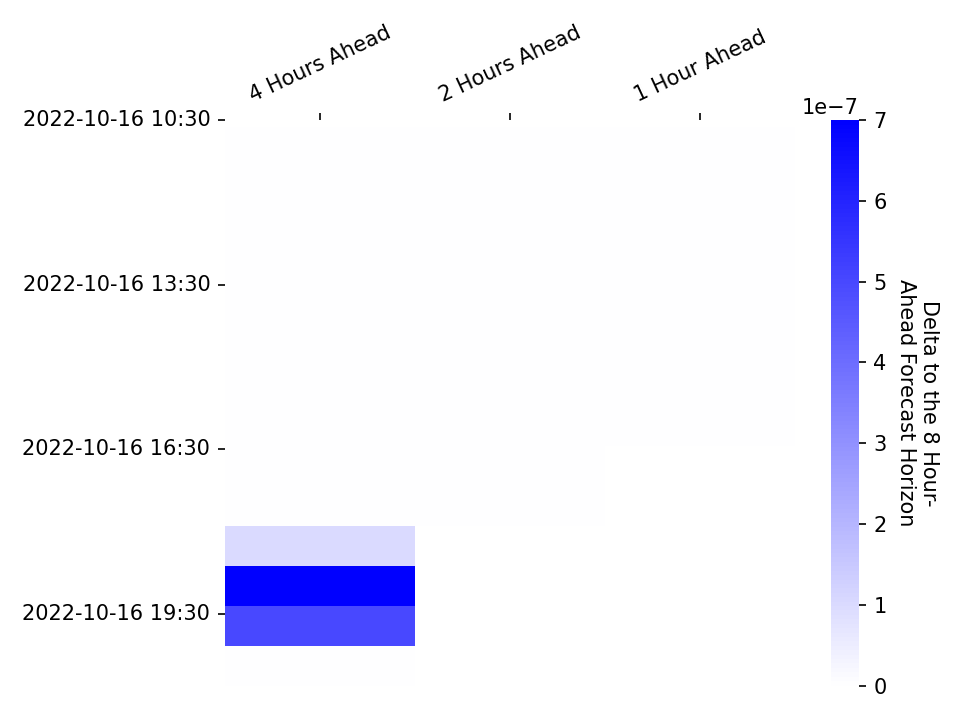 4 Hours Ahead
2 Hours Ahead
1 Hour Ahead
2022-10-16 10:30
2022-10-16 13:30
2022-10-16 16:30
2022-10-16 19:30
1e−7
7
6
5
4
3
2
1
0
Delta to the 8 Hour-
Ahead Forecast Horizon